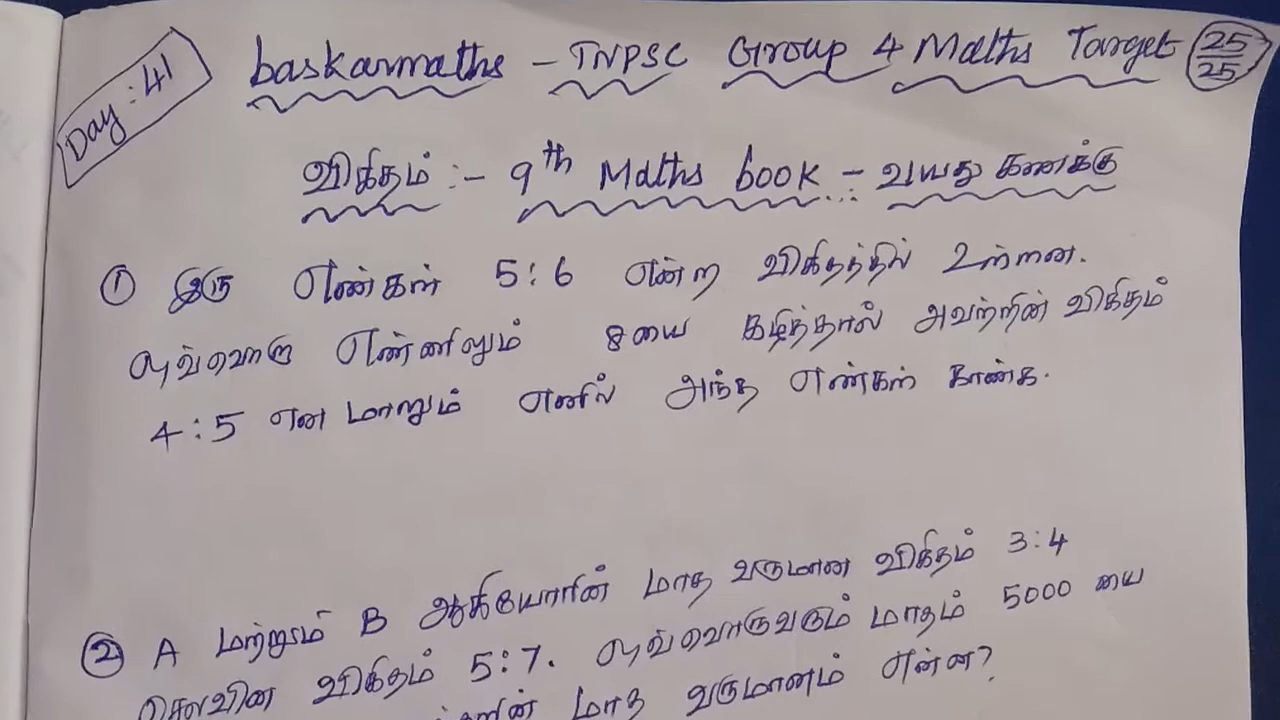 Day : 41
baskarmaths - TNPSC Group 4 Maths Target 25/25
விகிதம் :- 9th Maths book - வயது கணக்கு
① இரு எண்கள் 5:6 என்ற விகிதத்தில் உள்ளன.
ஒவ்வொரு எண்ணிலும் 8யை கழித்தால் அவற்றின் விகிதம்
4:5 என மாறும் எனில் அந்த எண்கள் காண்க.
② A மற்றும் B ஆகியோரின் மாத வருமான விகிதம் 3:4
செலவின விகிதம் 5:7. ஒவ்வொருவரும் மாதம் 5000 யை
மாத வருமானம் என்ன?